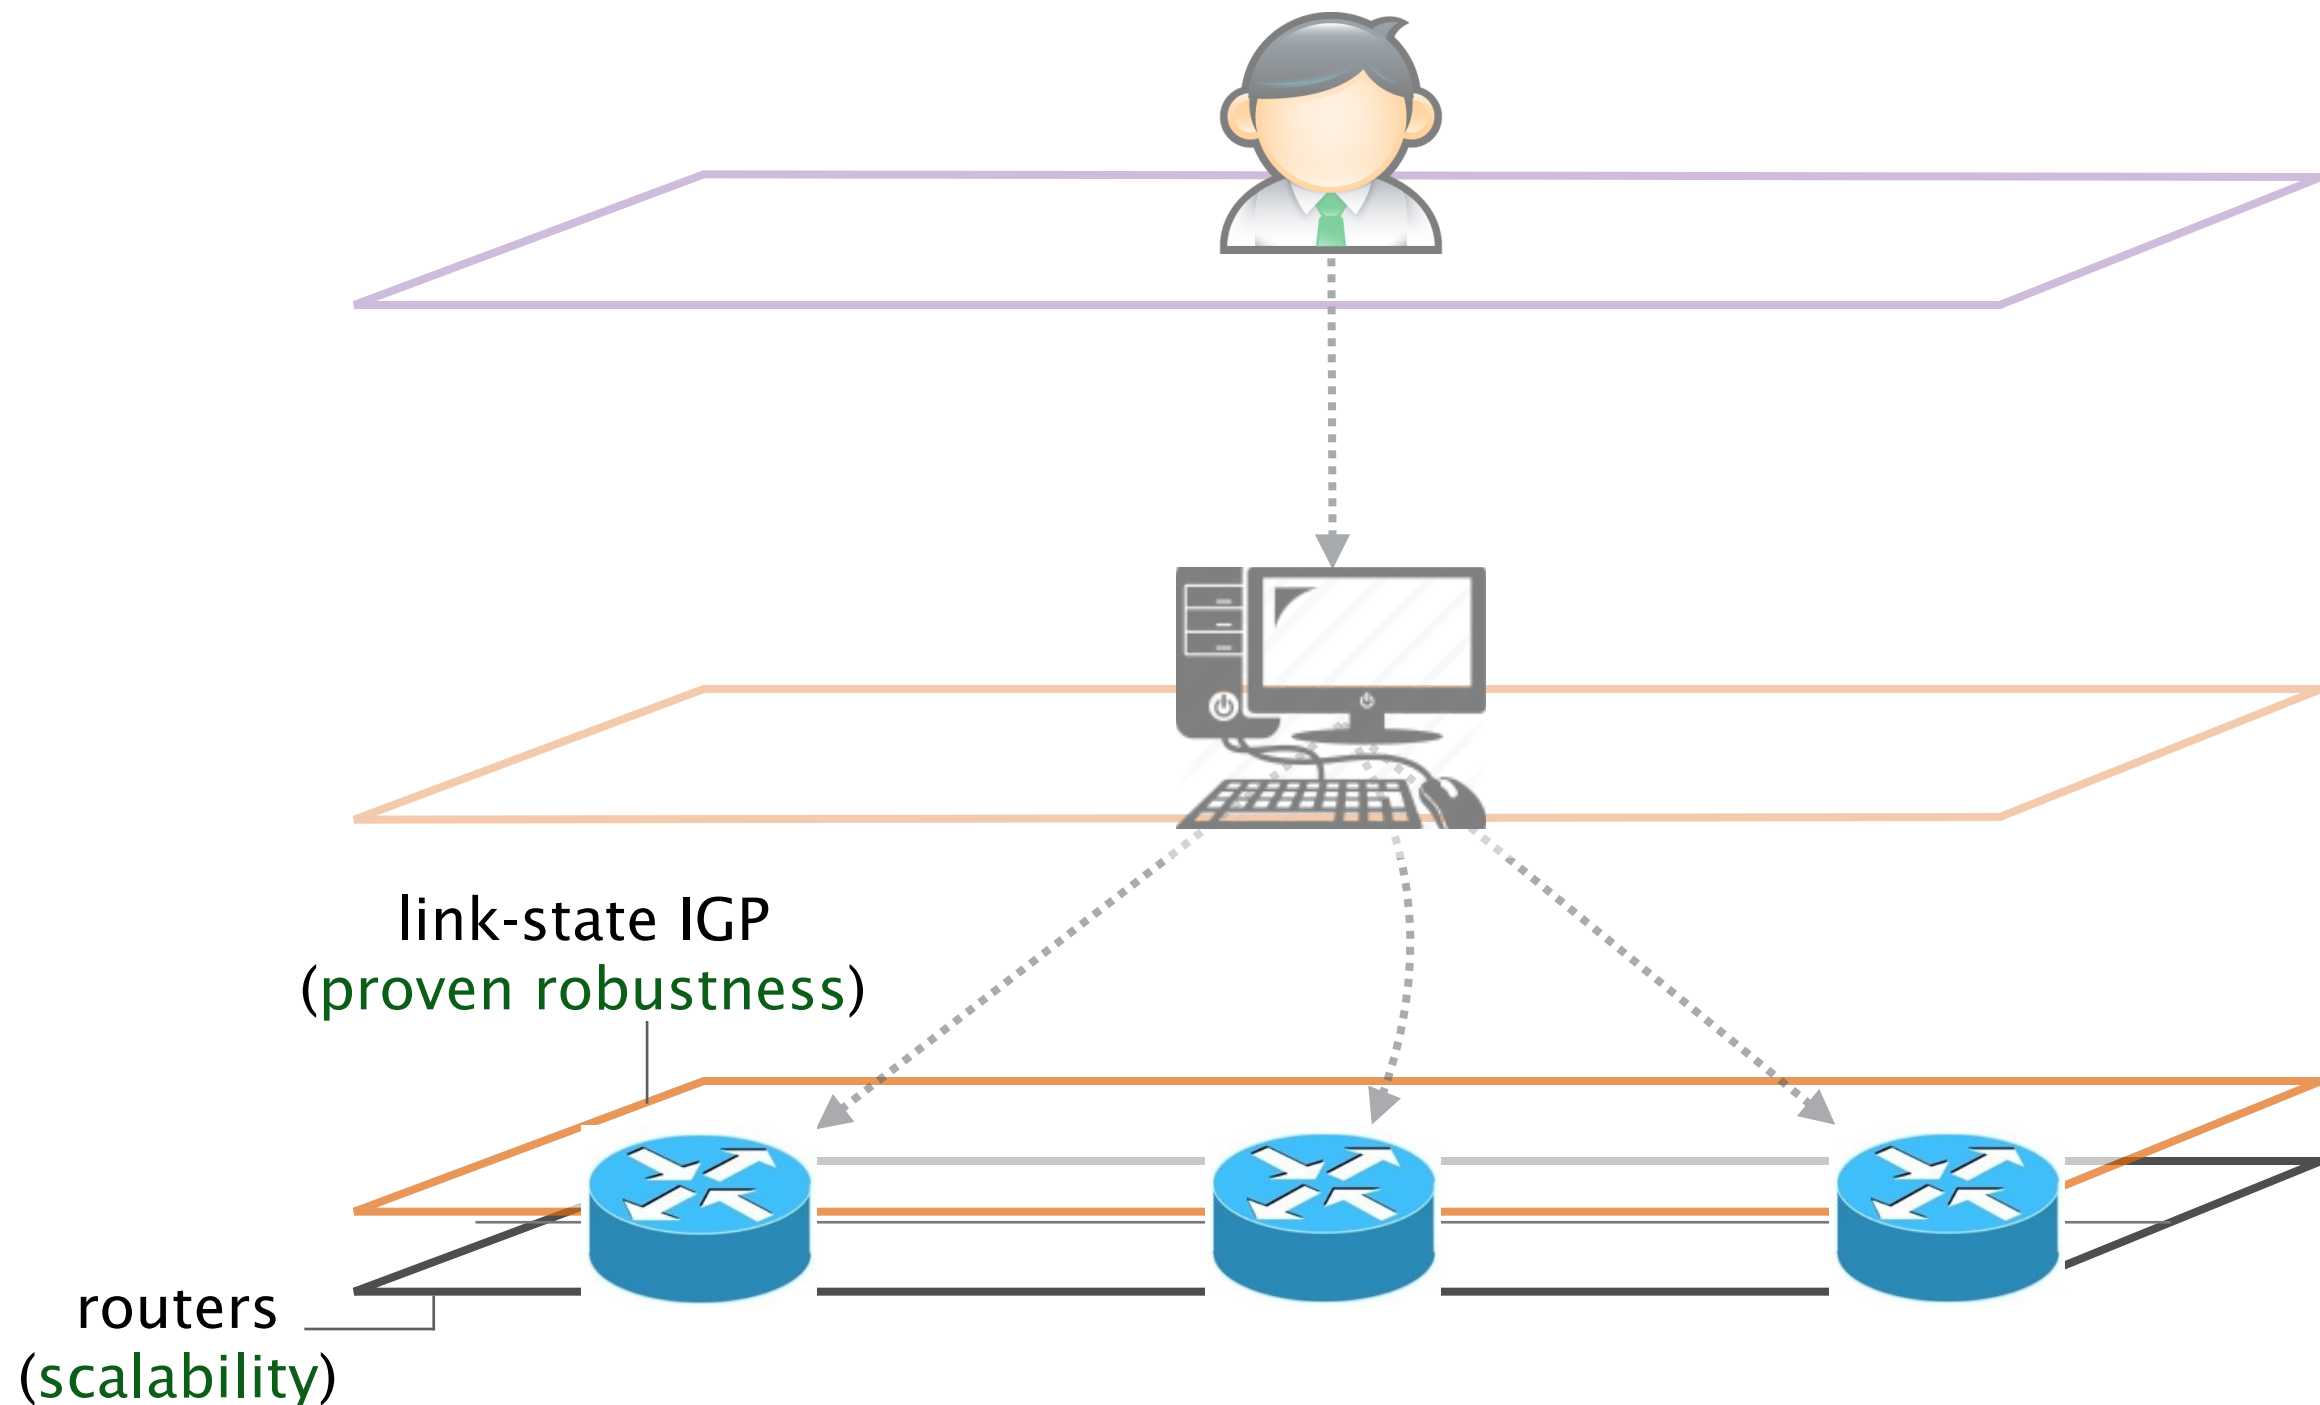 link-state IGP
(proven robustness)
routers
(scalability)